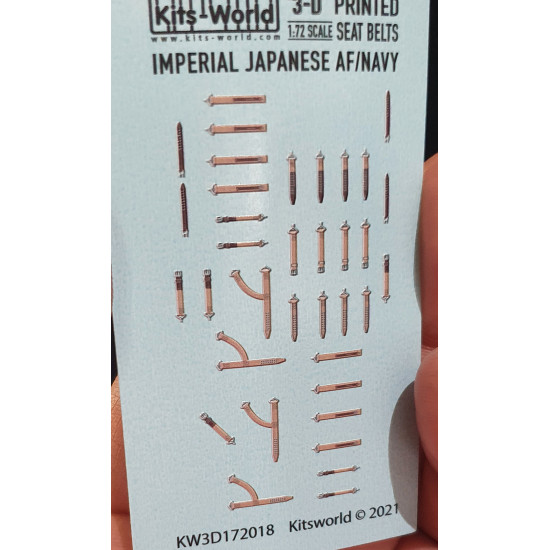 Kits-World
www.kits-world.com
3-D PRINTED
1:72 SCALE SEAT BELTS
IMPERIAL JAPANESE AF/NAVY
KW3D172018 Kitsworld © 2021